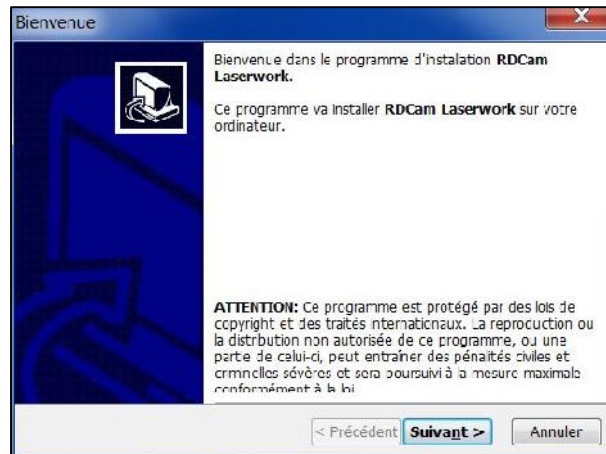 Bienvenue
Bienvenue dans le programme d'instalation RDCam
Laserwork.
Ce programme va installer RDCam Laserwork sur votre
ordinateur.
ATTENTION: Ce programme est protégé par des lois de
copyright et des traités internationaux. La reproduction ou
la distribution non autorisée de ce programme, ou une
partie de celui-ci, peut entraîner des pénalités civiles et
criminelles sévères et sera poursuivi à la mesure maximale
conformément à la loi
< Précédent Suivant > Annuler